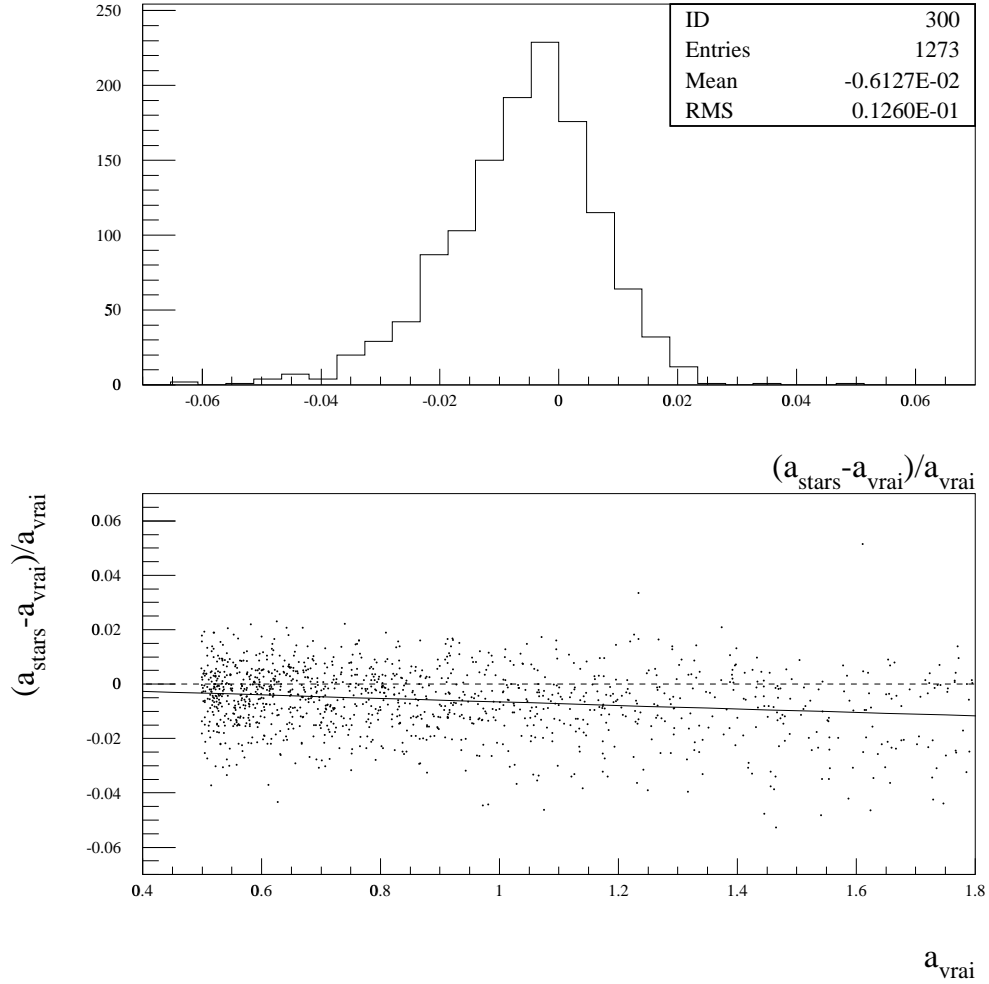 ID 300
Entries 1273
Mean -0.6127E-02
RMS 0.1260E-01
250
200
150
100
50
0
-0.06 -0.04 -0.02 0 0.02 0.04 0.06
(a_stars-a_vrai)/a_vrai
(a_stars-a_vrai)/a_vrai
0.06
0.04
0.02
0
-0.02
-0.04
-0.06
0.4 0.6 0.8 1 1.2 1.4 1.6 1.8
a_vrai